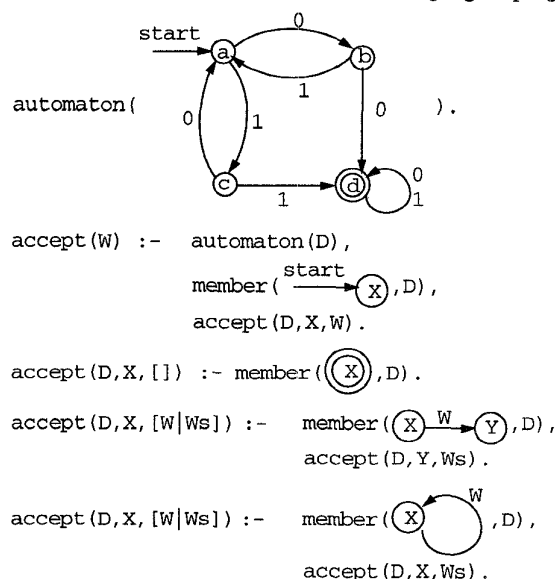 start
a 0 b
1
automaton( 0 1 0 ).
c 1 d 0
1
accept(W) :- automaton(D),
member( start X ,D),
accept(D,X,W).
accept(D,X,[]) :- member( X ,D).
accept(D,X,[W|Ws]) :- member( X W Y ,D),
accept(D,Y,Ws).
accept(D,X,[W|Ws]) :- member( X W ,D),
accept(D,X,Ws).